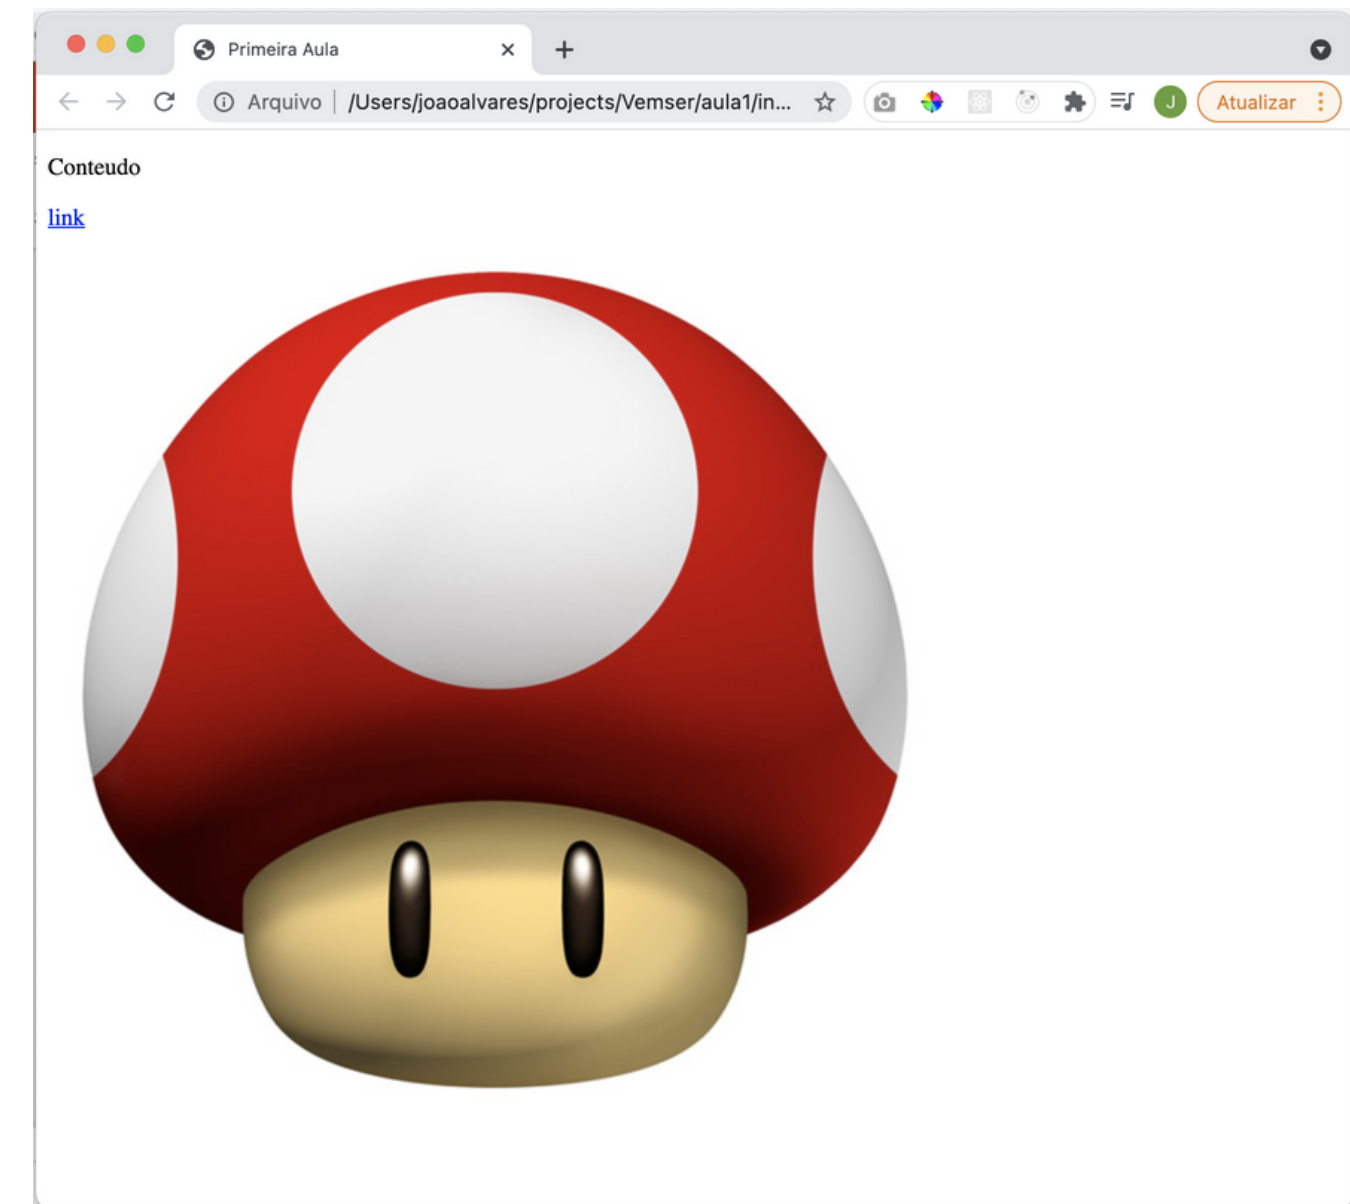 Primeira Aula
Arquivo /Users/joaoalvares/projects/Vemser/aula1/in... J Atualizar
Conteudo
link